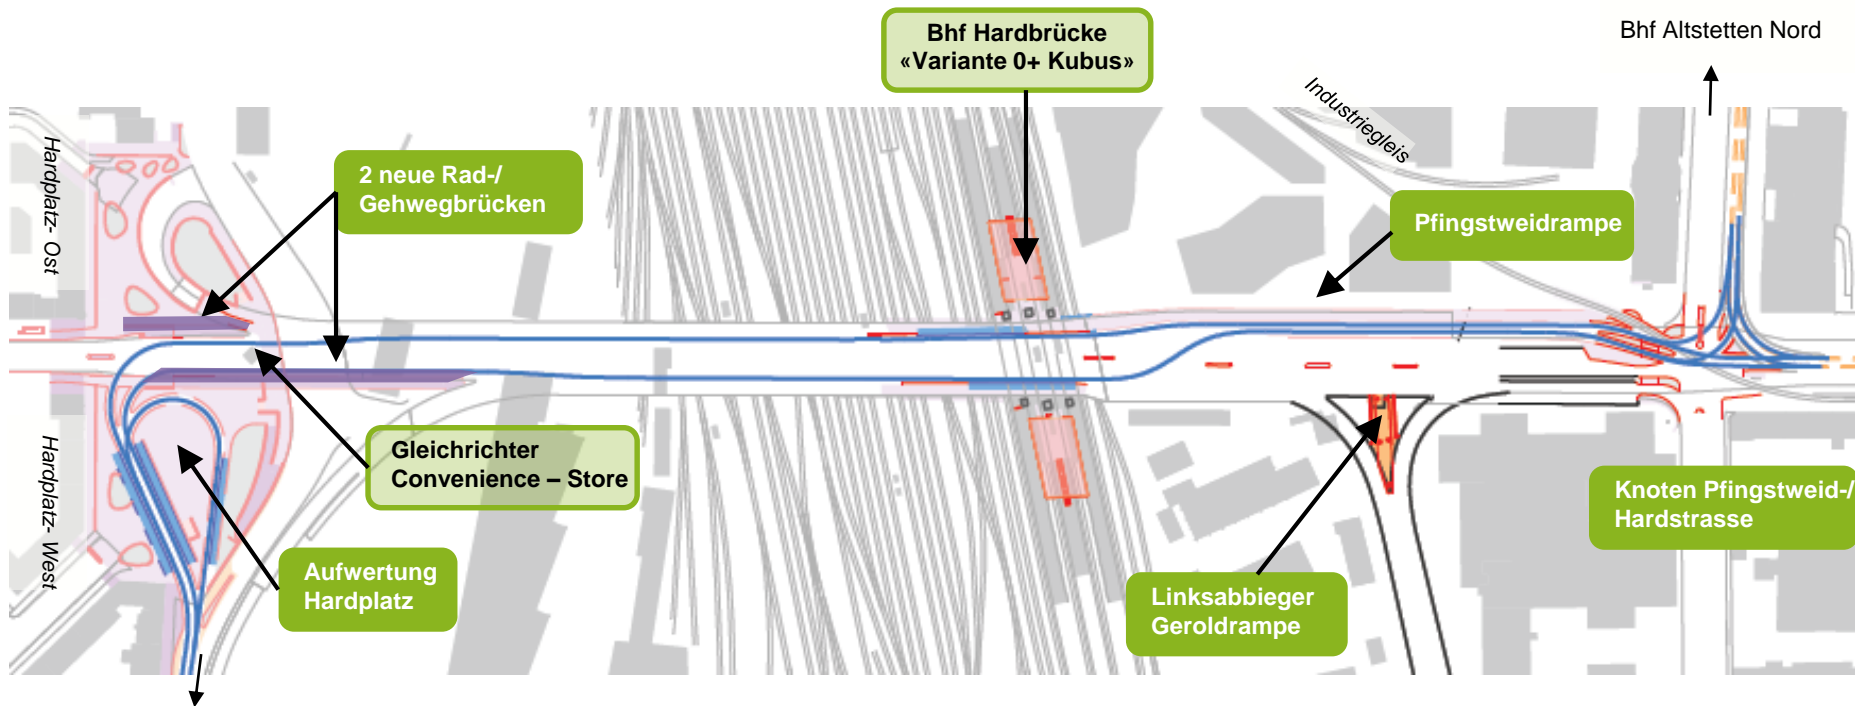 Bhf Hardbrücke
«Variante 0+ Kubus»
Bhf Altstetten Nord
Industriegleis
Hardplatz- Ost
2 neue Rad-/
Gehwegbrücken
Pfingstweidrampe
Gleichrichter
Convenience – Store
Hardplatz- West
Knoten Pfingstweid-/
Hardstrasse
Aufwertung
Hardplatz
Linksabbieger
Geroldrampe